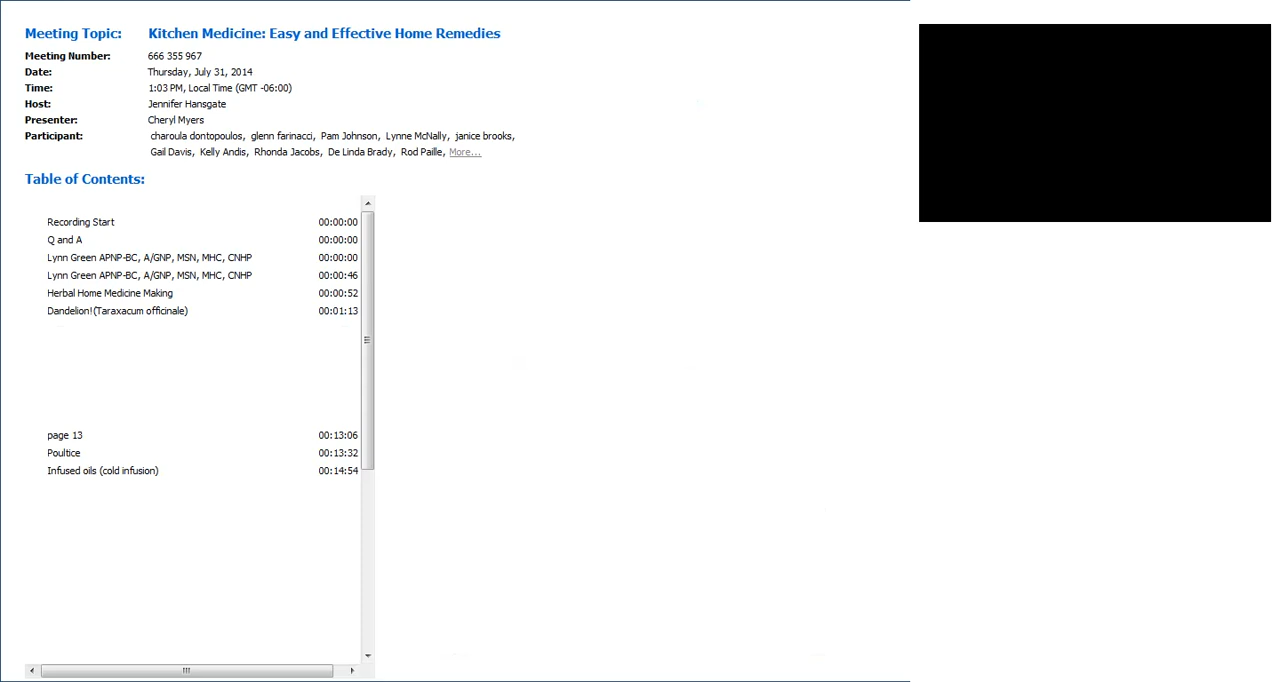 Meeting Topic: Kitchen Medicine: Easy and Effective Home Remedies
Meeting Number: 666 355 967
Date: Thursday, July 31, 2014
Time: 1:03 PM, Local Time (GMT -06:00)
Host: Jennifer Hansgate
Presenter: Cheryl Myers
Participant: charoula dontopoulos, glenn farinacci, Pam Johnson, Lynne McNally, janice brooks,
Gail Davis, Kelly Andis, Rhonda Jacobs, De Linda Brady, Rod Paille, More...
Table of Contents:
Recording Start 00:00:00
Q and A 00:00:00
Lynn Green APNP-BC, A/GNP, MSN, MHC, CNHP 00:00:00
Lynn Green APNP-BC, A/GNP, MSN, MHC, CNHP 00:00:46
Herbal Home Medicine Making 00:00:52
Dandelion!(Taraxacum officinale) 00:01:13
page 13 00:13:06
Poultice 00:13:32
Infused oils (cold infusion) 00:14:54